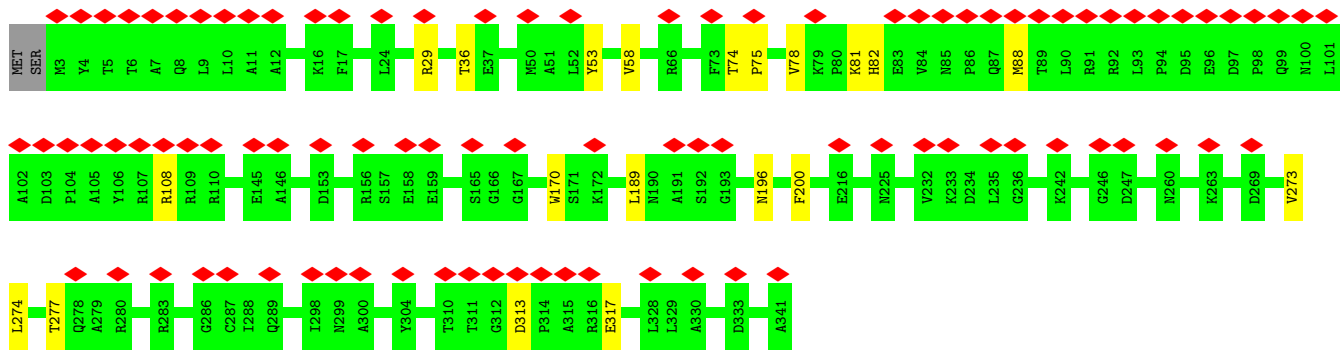 MET SER M3 Y4 T5 T6 A7 Q8 L9 L10 A11 A12 K16 F17 L24 R29 T36 E37 M50 A51 L52 Y53 V58 R66 F73 T74 P75 V78 K79 P80 K81 H82 E83 V84 N85 P86 Q87 M88 T89 L90 R91 R92 L93 P94 D95 E96 D97 P98 Q99 N100 L101
A102 D103 P104 A105 Y106 R107 R108 R109 R110 E145 A146 D153 R156 S157 E158 E159 S165 G166 G167 W170 S171 K172 L189 N190 A191 S192 G193 N196 F200 E216 N225 V232 K233 D234 L235 G236 K242 G246 D247 N260 K263 D269 V273
L274 T277 Q278 A279 R280 R283 G286 C287 I288 Q289 I298 N299 A300 Y304 T310 T311 G312 D313 P314 A315 R316 E317 L328 L329 A330 D333 A341